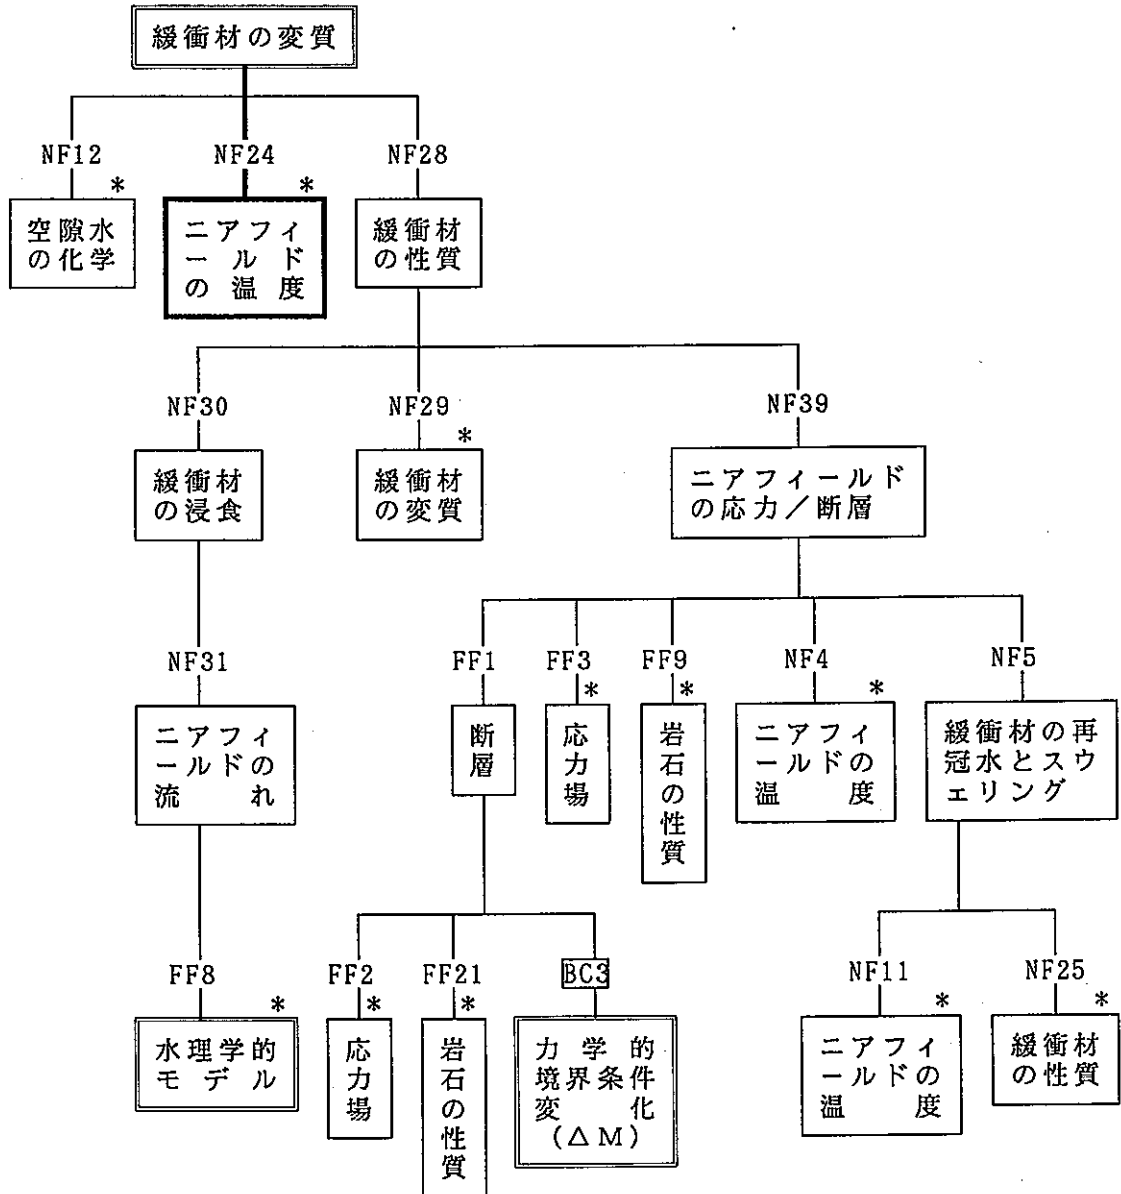 緩衝材の変質
NF12
NF24
NF28
*
*
空隙水
の化学
ニアフィ
ールド
の温度
緩衝材
の性質
NF30
NF29
NF39
*
緩衝材
の浸食
緩衝材
の変質
ニアフィールド
の応力／断層
NF31
FF1
FF3
FF9
NF4
NF5
*
*
*
ニアフィ
ールドの
流れ
断層
応力場
岩石の性質
ニアフィ
ールドの
温度
緩衝材の再
冠水とスウ
ェリング
FF8
FF2
FF21
BC3
NF11
NF25
*
*
*
*
*
水理学的
モデル
応力場
岩石の性質
力学的
境界条件
変化
(ΔM)
ニアフィ
ールドの
温度
緩衝材
の性質